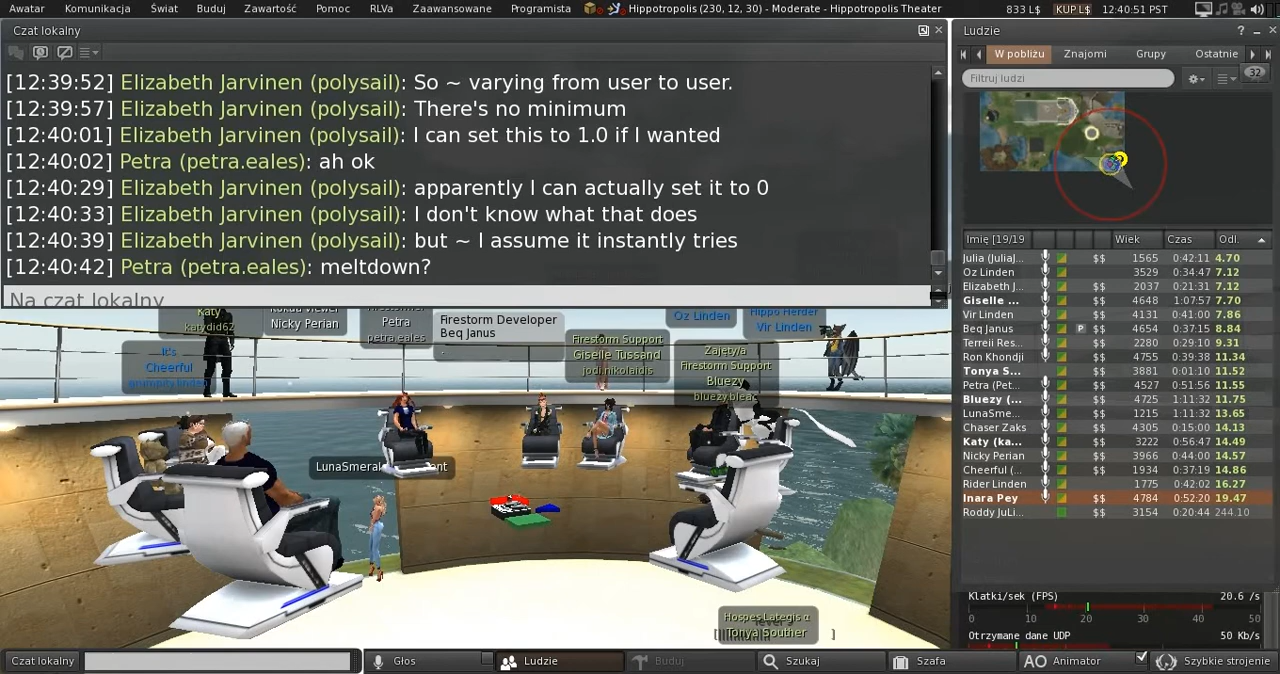 Awatar Komunikacja Świat Buduj Zawartość Pomoc RLVa Zaawansowane Programista Hippotropolis (230, 12, 30) - Moderate - Hippotropolis Theater 833 L$ KUP L$ 12:40:51 PST
Czat lokalny
[12:39:52] Elizabeth Jarvinen (polysail): So ~ varying from user to user.
[12:39:57] Elizabeth Jarvinen (polysail): There's no minimum
[12:40:01] Elizabeth Jarvinen (polysail): I can set this to 1.0 if I wanted
[12:40:02] Petra (petra.eales): ah ok
[12:40:29] Elizabeth Jarvinen (polysail): apparently I can actually set it to 0
[12:40:33] Elizabeth Jarvinen (polysail): I don't know what that does
[12:40:39] Elizabeth Jarvinen (polysail): but ~ I assume it instantly tries
[12:40:42] Petra (petra.eales): meltdown?
Na czat lokalny
Katy
katydid62
Nicky Perian
Petra
petra.eales
Firestorm Developer
Beq Janus
Firestorm Support
Giselle Tussand
jodi.nikolaidis
Oz Linden
Hippo Herder
Vir Linden
Zajęty/a
Firestorm Support
Bluezy
bluezy.bleac
It's
Cheerful
LunaSmerak
Hospes Lategis α
Tonya Souther
Ludzie
? _ ×
W pobliżu Znajomi Grupy Ostatnie
Filtruj ludzi
32
Imię [19/19 Wiek Czas Odl.
Julia (JuliaJ... $$ 1565 0:42:11 4.70
Oz Linden 3529 0:34:47 7.12
Elizabeth J... $$ 2037 0:21:31 7.12
Giselle ... $$ 4648 1:07:57 7.70
Vir Linden $$ 4131 0:41:00 7.86
Beq Janus P $$ 4654 0:37:15 8.84
Terreii Res... $$ 2280 0:29:10 9.31
Ron Khondji $$ 4755 0:39:38 11.34
Tonya S... $$ 3881 0:01:10 11.52
Petra (Pet... $$ 4527 0:51:56 11.55
Bluezy (... $$ 4725 1:11:32 11.75
LunaSme... $$ 1215 1:11:32 13.65
Chaser Zaks $$ 4305 0:15:00 14.13
Katy (ka... $$ 3222 0:56:47 14.49
Nicky Perian $$ 3966 0:44:00 14.57
Cheerful (... $$ 1934 0:37:19 14.86
Rider Linden 1775 0:42:02 16.27
Inara Pey $$ 4784 0:52:20 19.47
Roddy JuLi... $$ 3154 0:20:44 244.10
Klatki/sek (FPS) 20.6 /s
0 10 20 30 40 50
Otrzymane dane UDP 50 Kb/s
Czat lokalny Głos Ludzie Buduj Szukaj Szafa AO Animator Szybkie strojenie